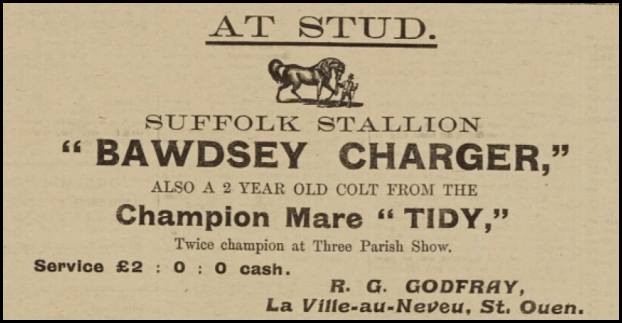 AT STUD.
SUFFOLK STALLION
“ BAWDSEY CHARGER,”
ALSO A 2 YEAR OLD COLT FROM THE
Champion Mare “ TIDY,”
Twice champion at Three Parish Show.
Service £2 : 0 : 0 cash.
R. G. GODFRAY,
La Ville-au-Neveu, St. Ouen.